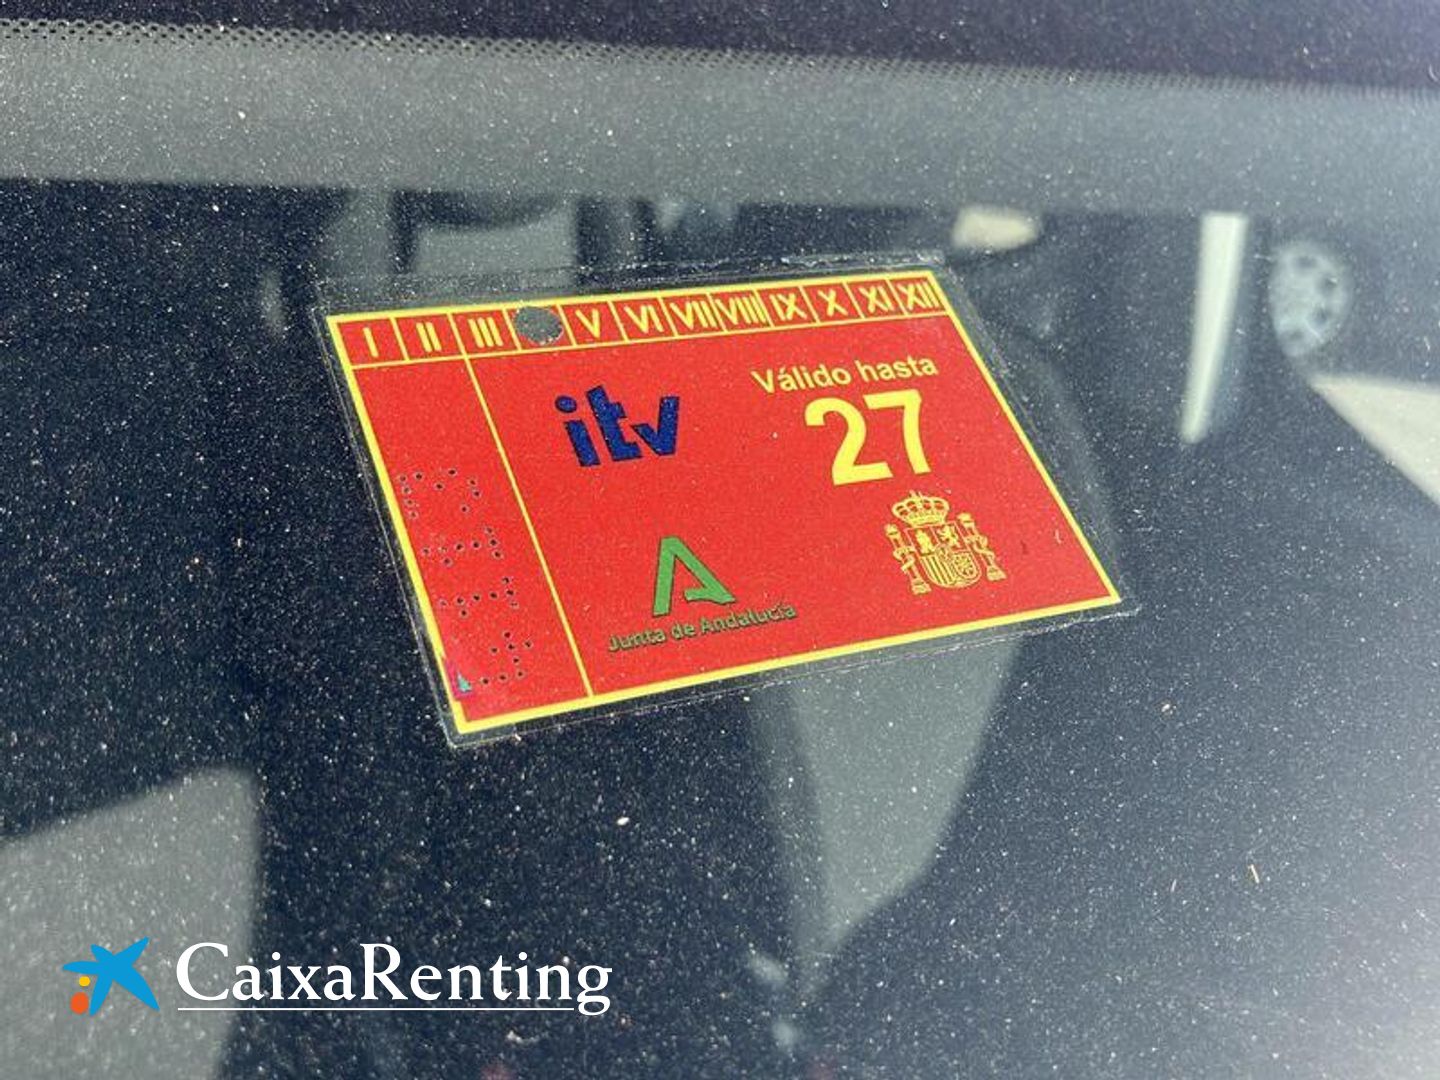 I II III V VI VII VIII IX X XI XII
Válido hasta
itv
27
Junta de Andalucía
CaixaRenting